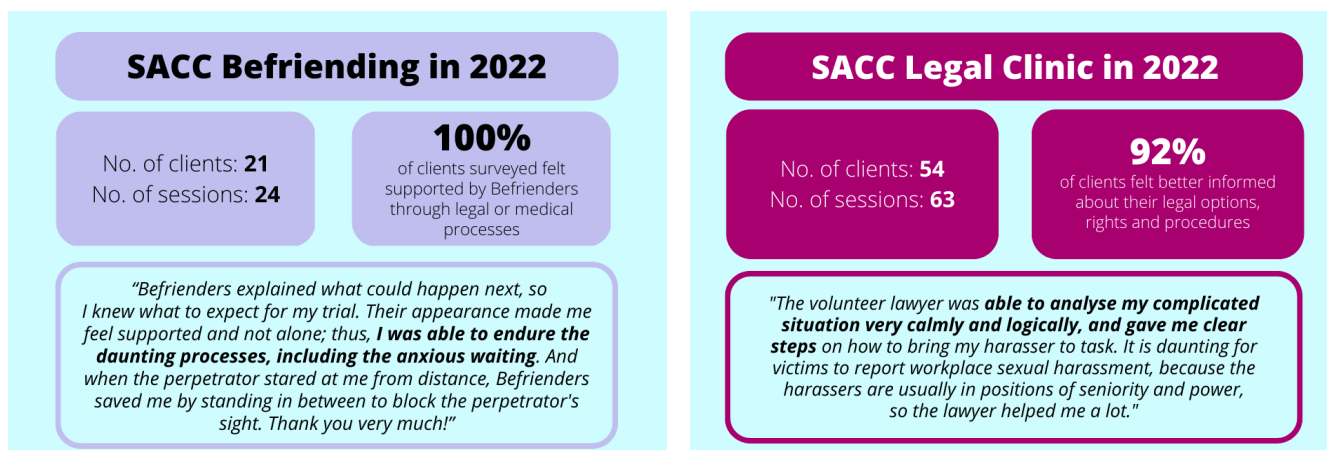 SACC Befriending in 2022
No. of clients: 21
No. of sessions: 24
100%
of clients surveyed felt
supported by Befrienders
through legal or medical
processes
“Befrienders explained what could happen next, so
I knew what to expect for my trial. Their appearance made me
feel supported and not alone; thus, I was able to endure the
daunting processes, including the anxious waiting. And
when the perpetrator stared at me from distance, Befrienders
saved me by standing in between to block the perpetrator's
sight. Thank you very much!”
SACC Legal Clinic in 2022
No. of clients: 54
No. of sessions: 63
92%
of clients felt better informed
about their legal options,
rights and procedures
"The volunteer lawyer was able to analyse my complicated
situation very calmly and logically, and gave me clear
steps on how to bring my harasser to task. It is daunting for
victims to report workplace sexual harassment, because the
harassers are usually in positions of seniority and power,
so the lawyer helped me a lot."